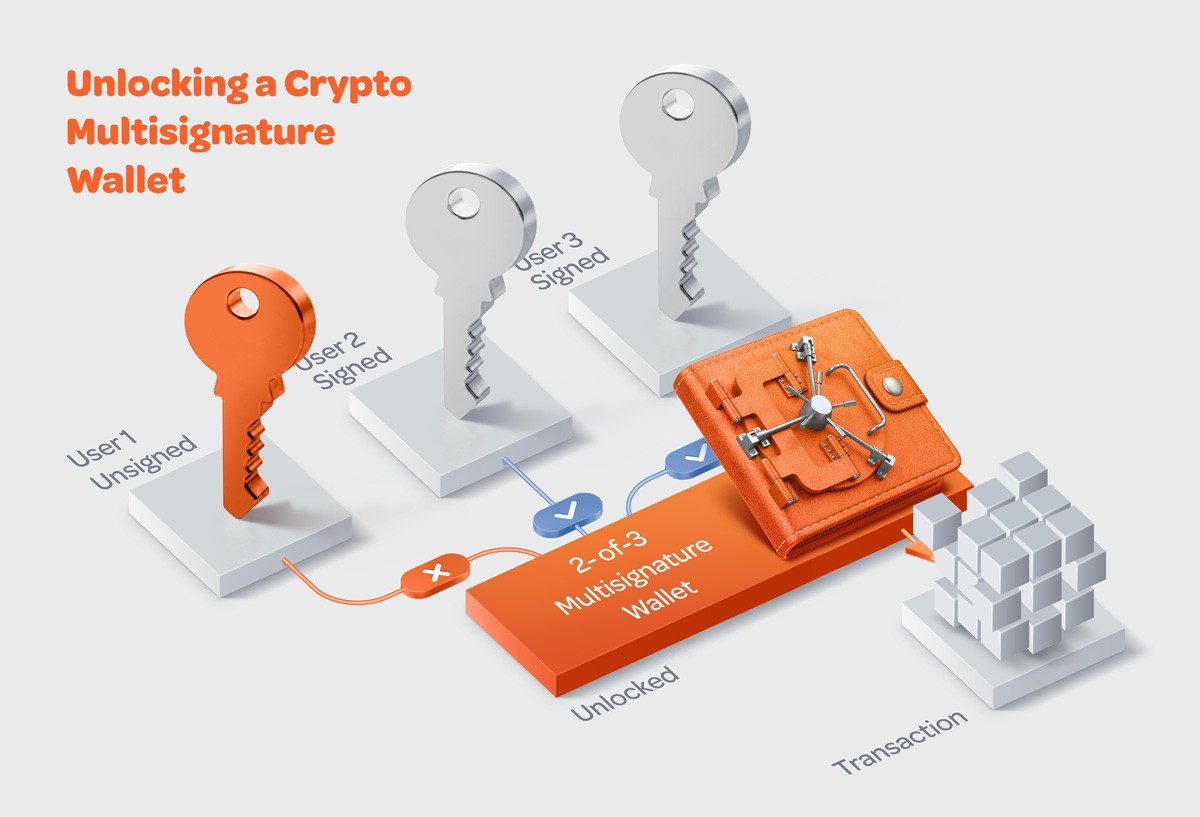 Unlocking a Crypto
Multisignature
Wallet
User 3
Signed
User 2
Signed
User 1
Unsigned
2-of-3
Multisignature
Wallet
Unlocked
Transaction